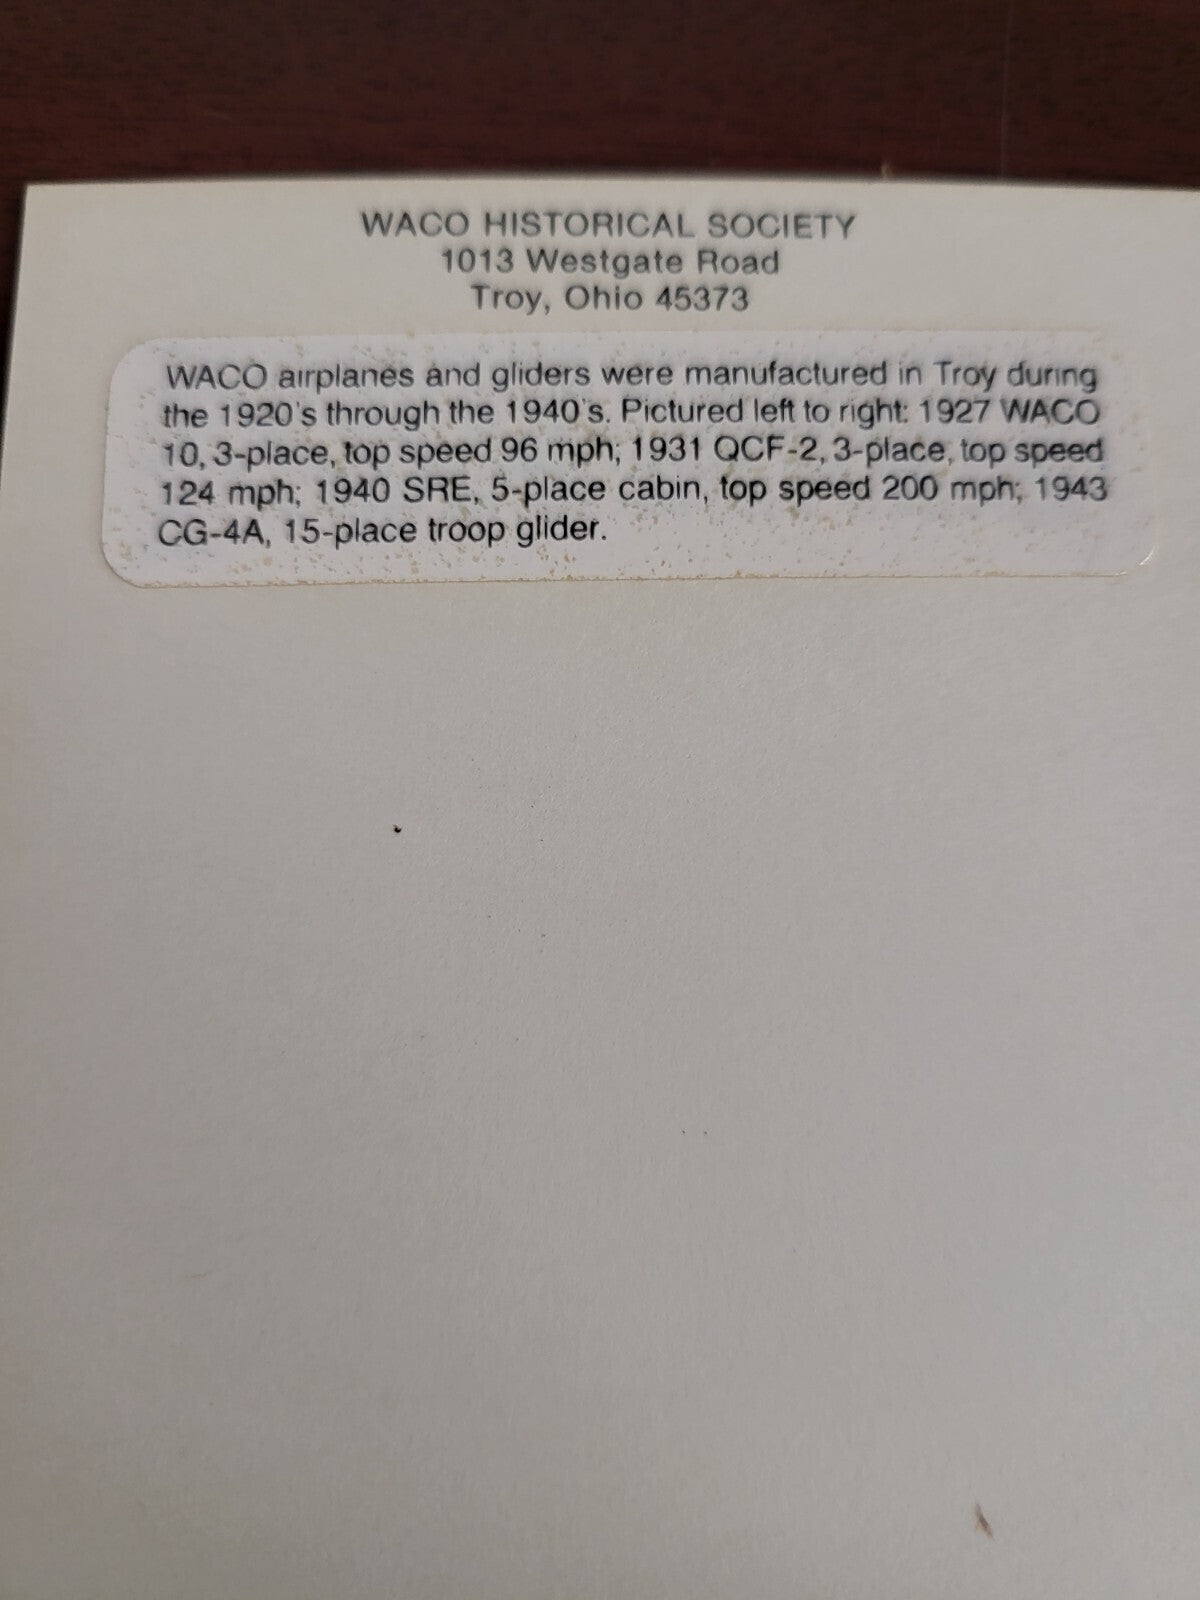 WACO HISTORICAL SOCIETY
1013 Westgate Road
Troy, Ohio 45373
WACO airplanes and gliders were manufactured in Troy during
the 1920's through the 1940's. Pictured left to right: 1927 WACO
10, 3-place, top speed 96 mph; 1931 QCF-2, 3-place, top speed
124 mph; 1940 SRE, 5-place cabin, top speed 200 mph; 1943
CG-4A, 15-place troop glider.